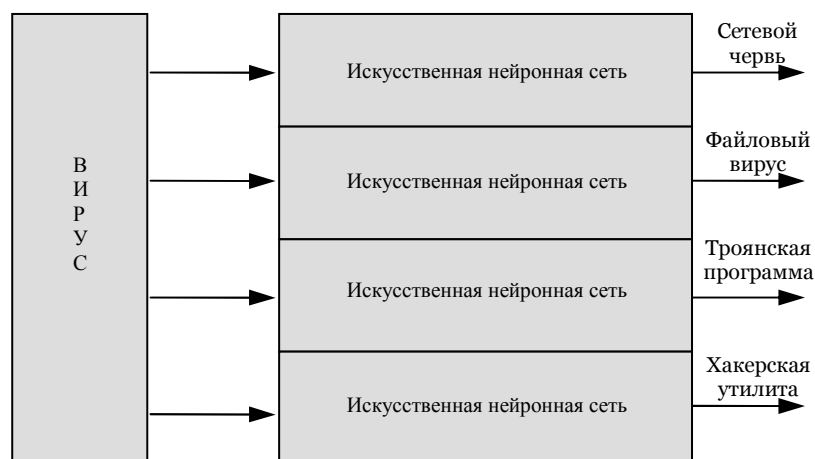 В
И
Р
У
С
Искусственная нейронная сеть
Сетевой
червь
Искусственная нейронная сеть
Файловый
вирус
Искусственная нейронная сеть
Троянская
программа
Искусственная нейронная сеть
Хакерская
утилита